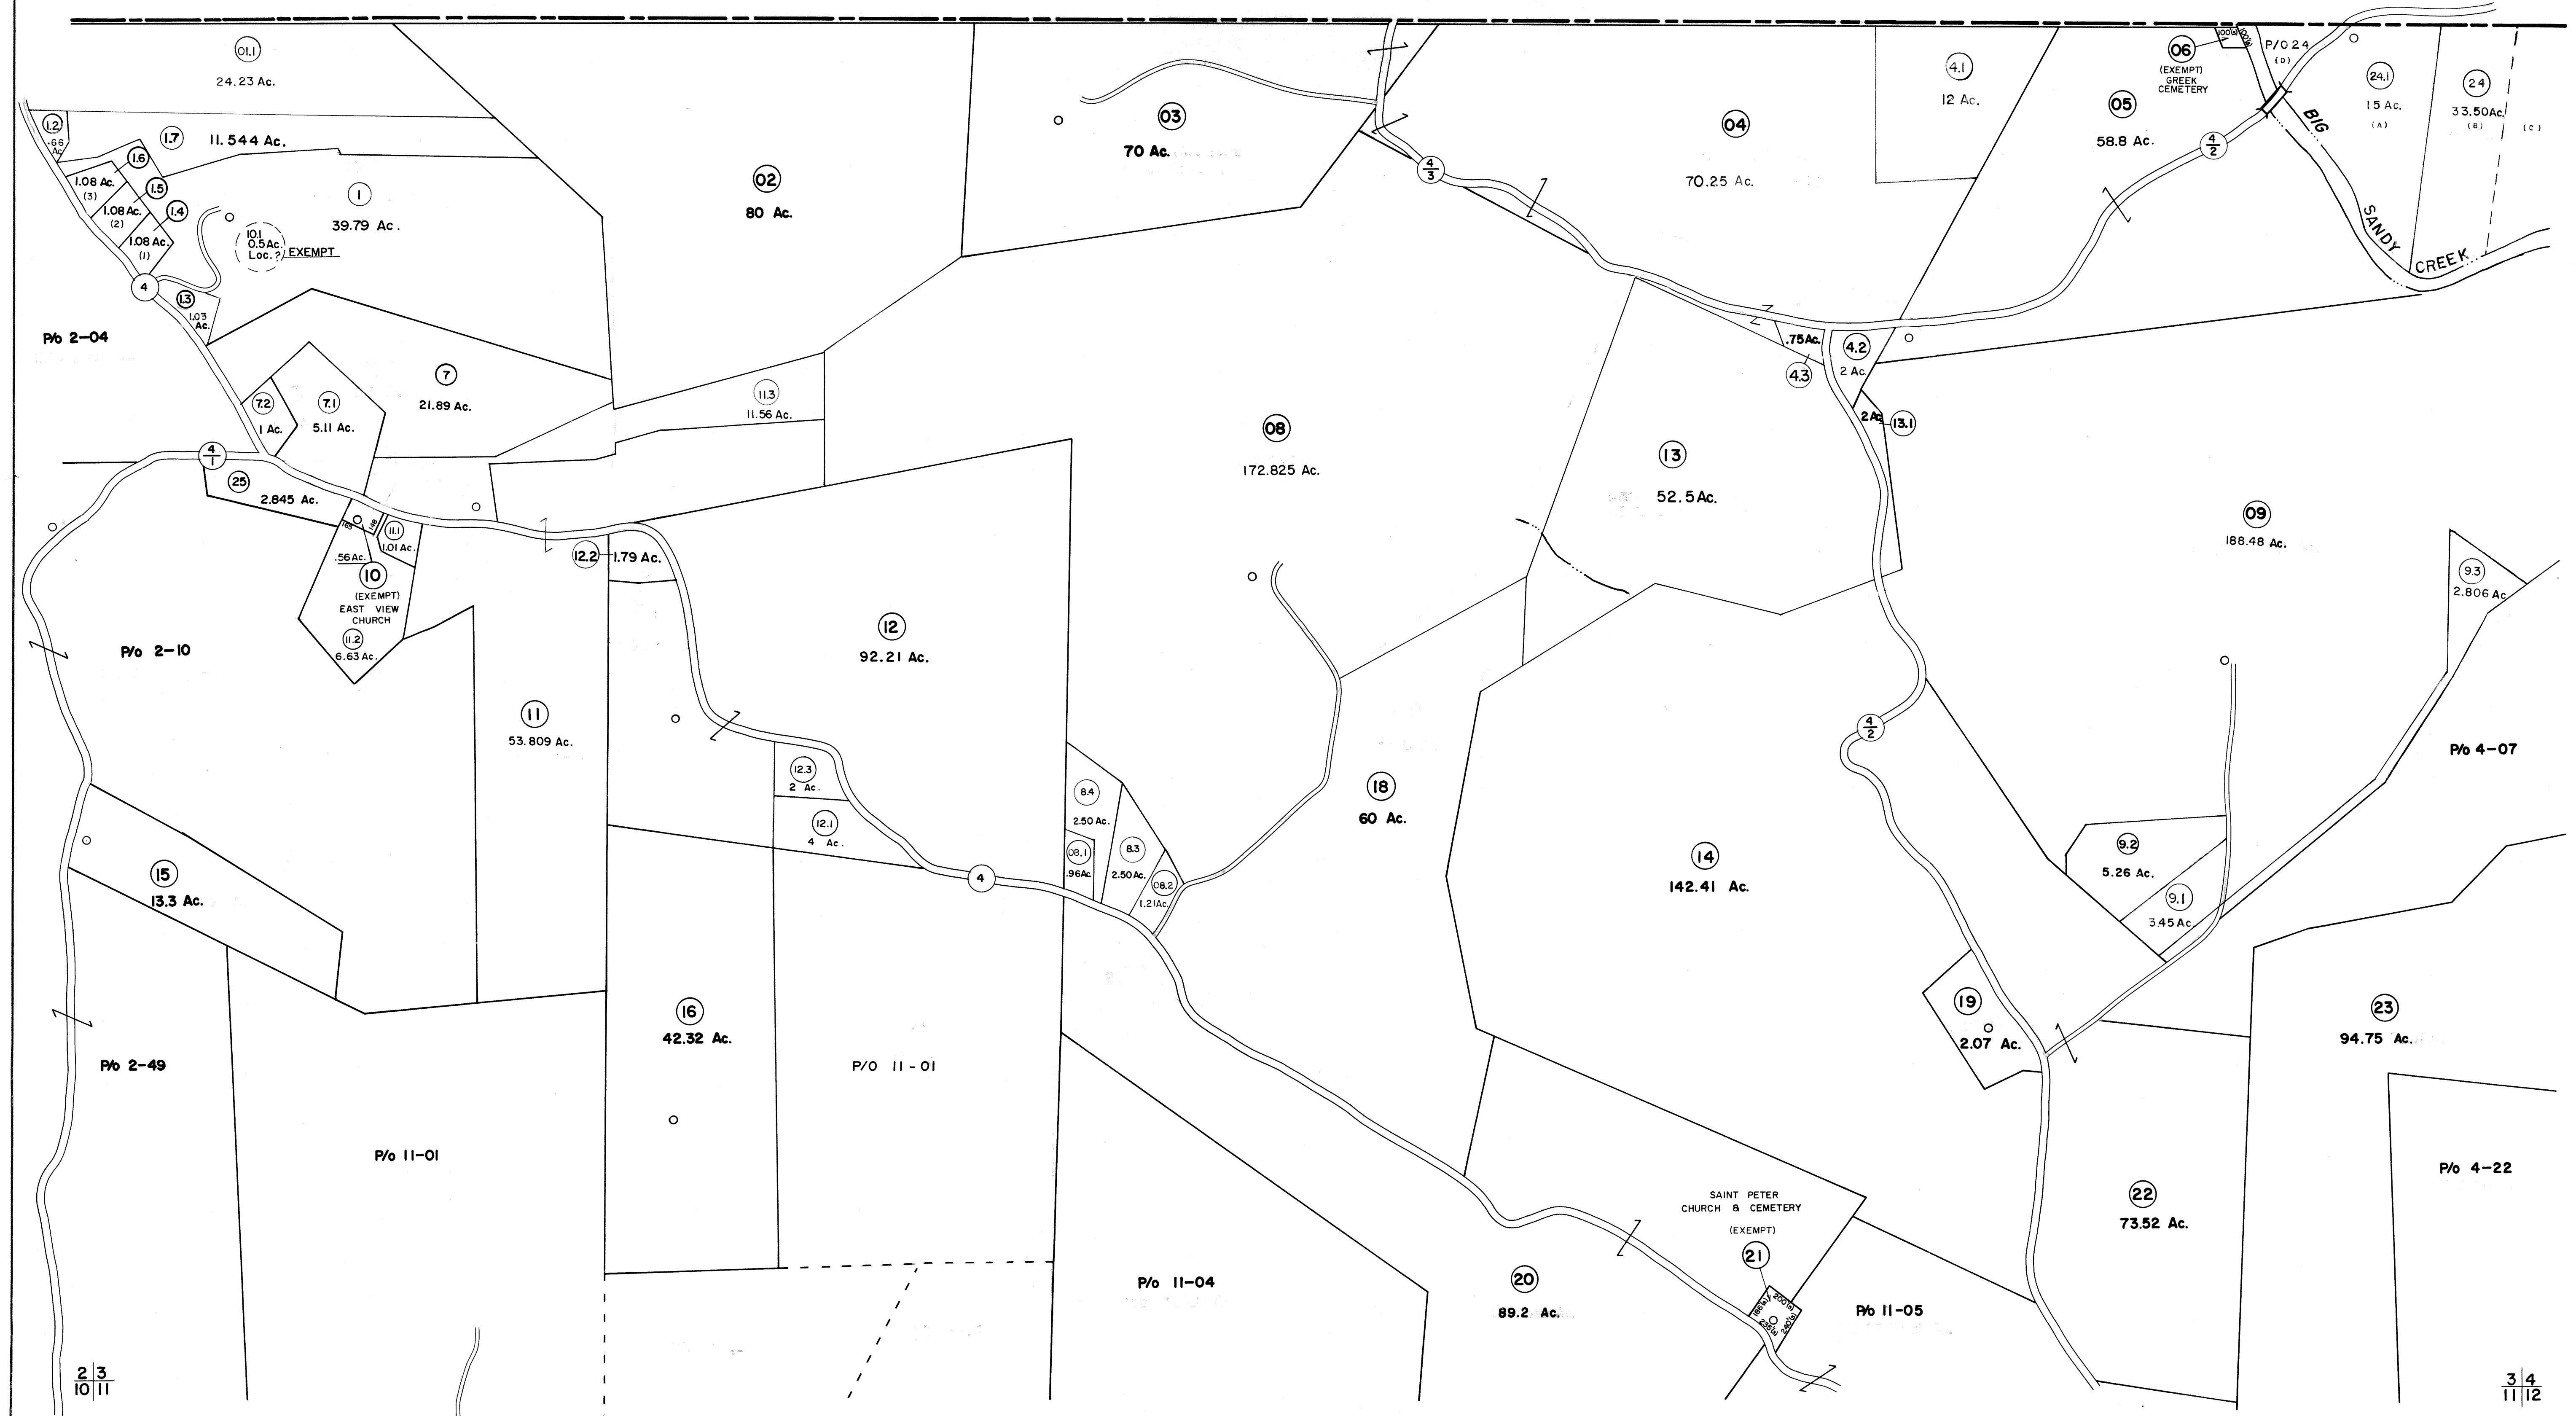 01.1
24.23 Ac.
1.2
.66
Ac
1.7
11.544 Ac.
1.6
1.08 Ac.
(3)
1.5
1.08 Ac.
(2)
1.4
1.08 Ac.
(1)
1
39.79 Ac.
10.1
0.5 Ac.
Loc. ?
EXEMPT
4
1.3
1.03
Ac.
P/o 2-04
02
80 Ac.
03
70 Ac.
4
3
04
70.25 Ac.
4.1
12 Ac.
06
(EXEMPT)
GREEK
CEMETERY
100'(s)
100'(s)
05
58.8 Ac.
4
2
P/O 24
(D)
BIG
SANDY
CREEK
24.1
15 Ac.
(A)
24
33.50 Ac.
(B)
(C)
7.2
1 Ac.
7.1
5.11 Ac.
7
21.89 Ac.
11.3
11.56 Ac.
4
1
25
2.845 Ac.
165
148
11.1
1.01 Ac.
.56 Ac.
10
(EXEMPT)
EAST VIEW
CHURCH
11.2
6.63 Ac.
P/o 2-10
12.2
1.79 Ac.
12
92.21 Ac.
11
53.809 Ac.
12.3
2 Ac.
12.1
4 Ac.
4
08
172.825 Ac.
.75 Ac.
4.3
4.2
2 Ac.
2 Ac.
13.1
13
52.5 Ac.
09
188.48 Ac.
9.3
2.806 Ac.
4
2
P/o 4-07
8.4
2.50 Ac.
08.1
.96 Ac
8.3
2.50 Ac.
08.2
1.21 Ac.
18
60 Ac.
14
142.41 Ac.
9.2
5.26 Ac.
9.1
3.45 Ac.
15
13.3 Ac.
P/o 2-49
P/o 11-01
16
42.32 Ac.
P/O 11-01
19
2.07 Ac.
23
94.75 Ac.
P/o 4-22
22
73.52 Ac.
P/o 11-04
20
89.2 Ac.
SAINT PETER
CHURCH & CEMETERY
(EXEMPT)
21
186'(s)
200'(s)
235'(s)
240'(s)
P/o 11-05
2 3
10 11
3 4
11 12